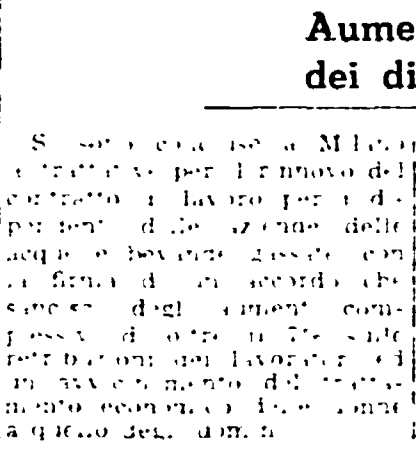 Aume
dei di
Si sono concluse a Milano
le trattative per il rinnovo del
contratto di lavoro per i di-
pendenti delle aziende delle
acque e bevande gassate con
la firma di un accordo che
sancisce degli aumenti com-
plessivi di oltre il sulle
retribuzioni dei lavoratori ed
un avvicinamento del tratta-
mento economico delle donne
a quello degli uomini